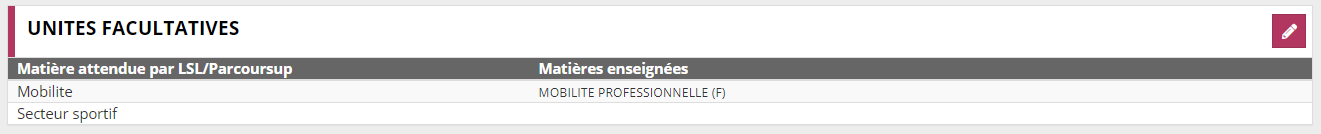 UNITES FACULTATIVES
Matière attendue par LSL/Parcoursup Matières enseignées
Mobilite MOBILITE PROFESSIONNELLE (F)
Secteur sportif